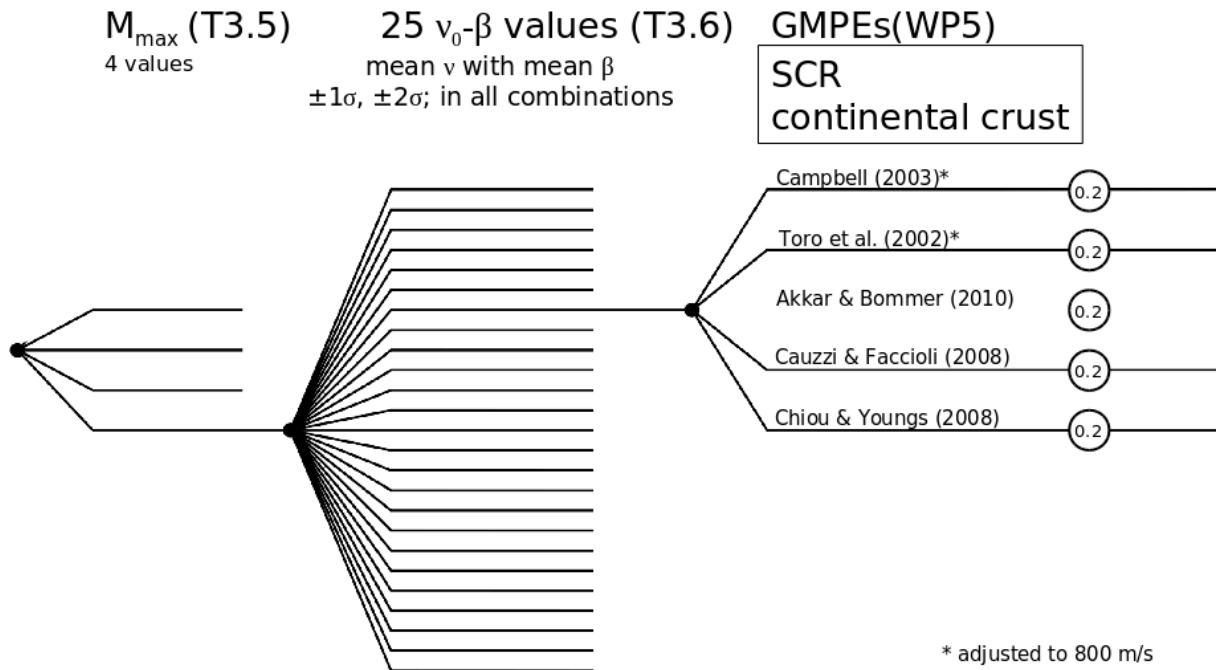 M_max (T3.5)
4 values
25 ν₀-β values (T3.6)
mean ν with mean β
±1σ, ±2σ; in all combinations
GMPEs(WP5)
SCR
continental crust
Campbell (2003)*
0.2
Toro et al. (2002)*
0.2
Akkar & Bommer (2010)
0.2
Cauzzi & Faccioli (2008)
0.2
Chiou & Youngs (2008)
0.2
* adjusted to 800 m/s